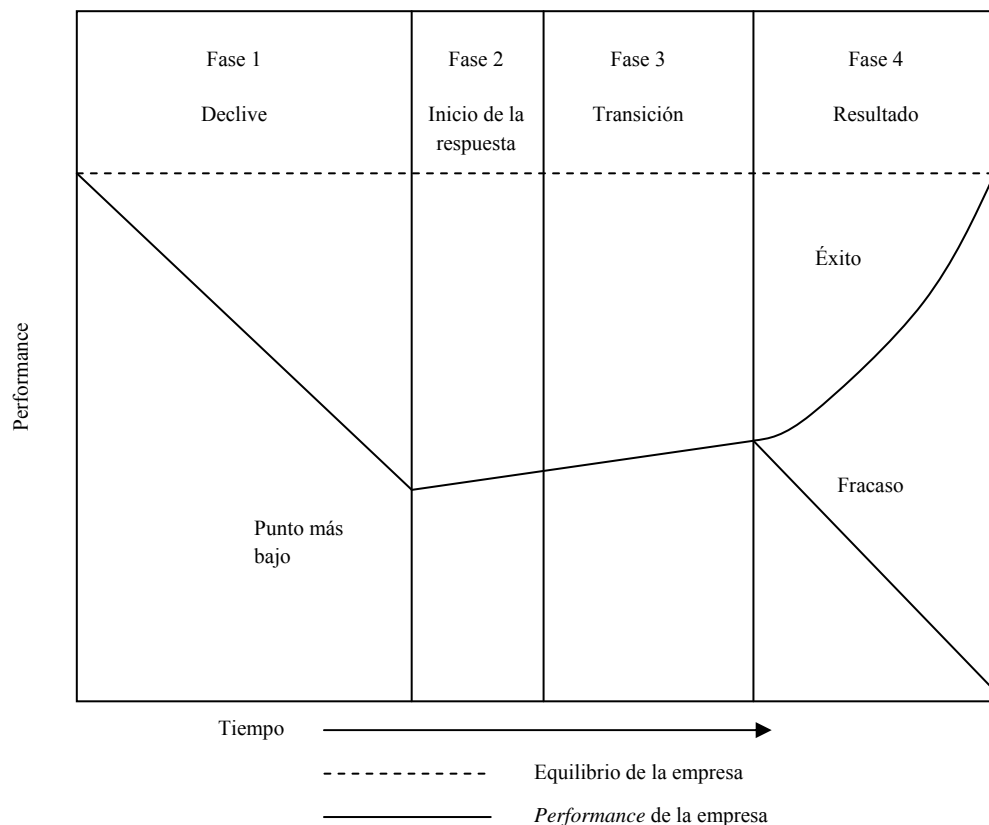 Fase 1
Fase 2
Fase 3
Fase 4
Declive
Inicio de la
respuesta
Transición
Resultado
Éxito
Performance
Fracaso
Punto más
bajo
Tiempo
Equilibrio de la empresa
Performance de la empresa